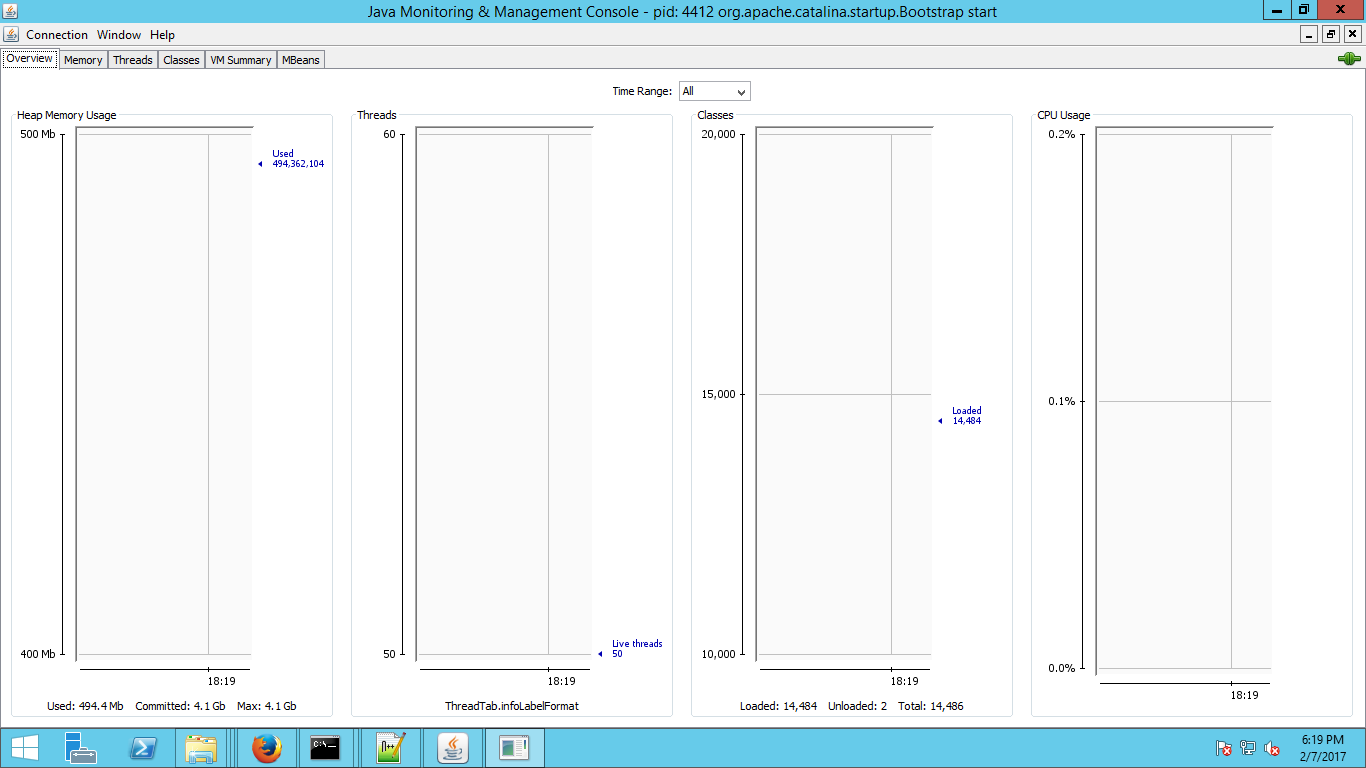 Java Monitoring & Management Console - pid: 4412 org.apache.catalina.startup.Bootstrap start
Connection Window Help
Overview Memory Threads Classes VM Summary MBeans
Time Range: All
Heap Memory Usage
500 Mb
Used
494,362,104
400 Mb
18:19
Used: 494.4 Mb Committed: 4.1 Gb Max: 4.1 Gb
Threads
60
50
Live threads
50
18:19
ThreadTab.infoLabelFormat
Classes
20,000
15,000
Loaded
14,484
10,000
18:19
Loaded: 14,484 Unloaded: 2 Total: 14,486
CPU Usage
0.2%
0.1%
0.0%
18:19
C:\_
6:19 PM
2/7/2017